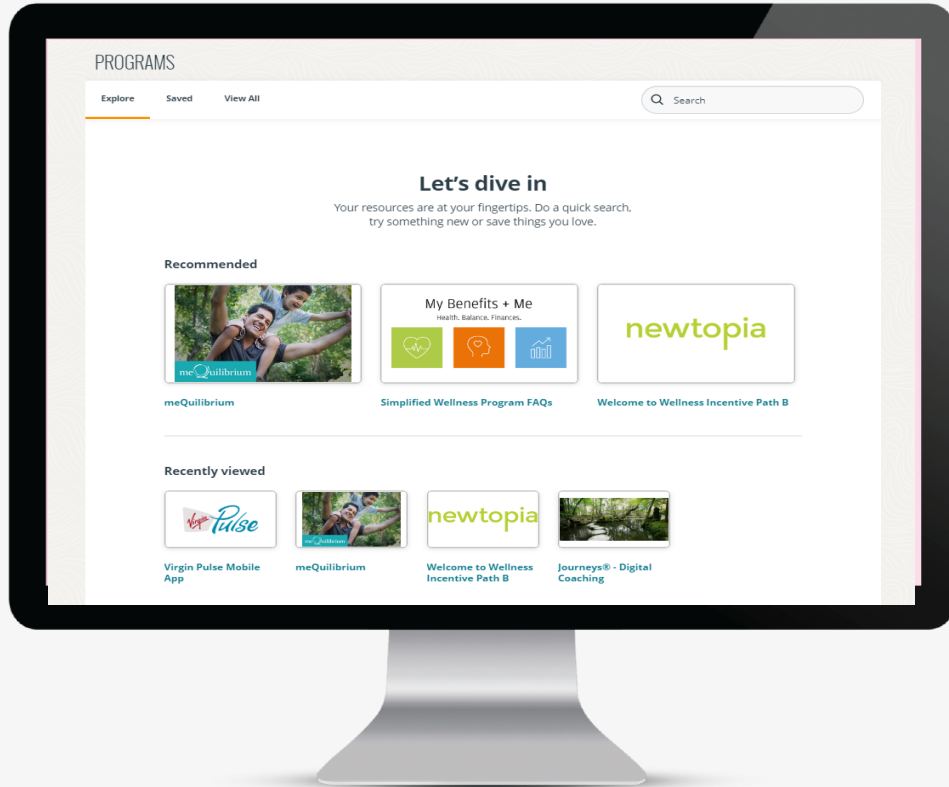 PROGRAMS
Explore Saved View All
Search
Let's dive in
Your resources are at your fingertips. Do a quick search,
try something new or save things you love.
Recommended
meQuilibrium
My Benefits + Me
Health. Balance. Finances.
newtopia
meQuilibrium
Simplified Wellness Program FAQs
Welcome to Wellness Incentive Path B
Recently viewed
Virgin Pulse
meQuilibrium
newtopia
Virgin Pulse Mobile
App
meQuilibrium
Welcome to Wellness
Incentive Path B
Journeys® - Digital
Coaching